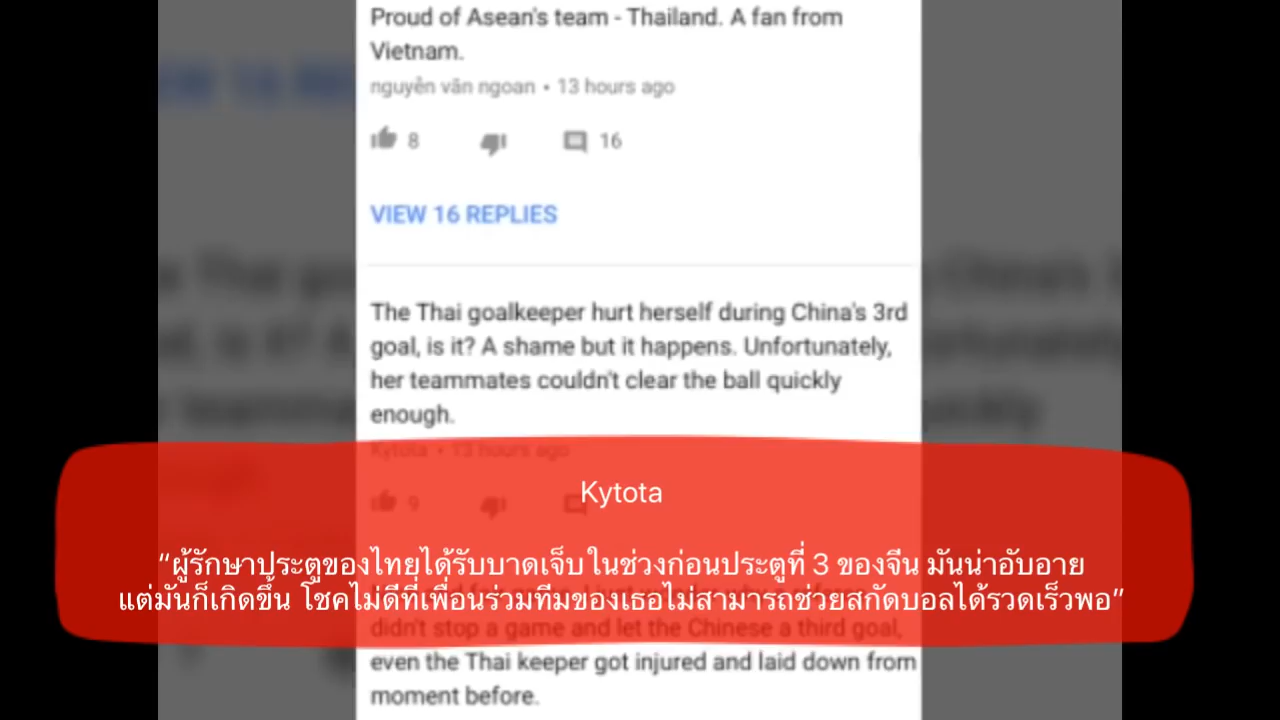 Proud of Asean's team - Thailand. A fan from
Vietnam.
nguyễn văn ngoan • 13 hours ago
8
16
VIEW 16 REPLIES
The Thai goalkeeper hurt herself during China's 3rd
goal, is it? A shame but it happens. Unfortunately,
her teammates couldn't clear the ball quickly
enough.
Kytota • 13 hours ago
9
Kytota
“ผู้รักษาประตูของไทยได้รับบาดเจ็บในช่วงก่อนประตูที่ 3 ของจีน มันน่าอับอาย
แต่มันก็เกิดขึ้น โชคไม่ดีที่เพื่อนร่วมทีมของเธอไม่สามารถช่วยสกัดบอลได้รวดเร็วพอ”
didn't stop a game and let the Chinese a third goal,
even the Thai keeper got injured and laid down from
moment before.